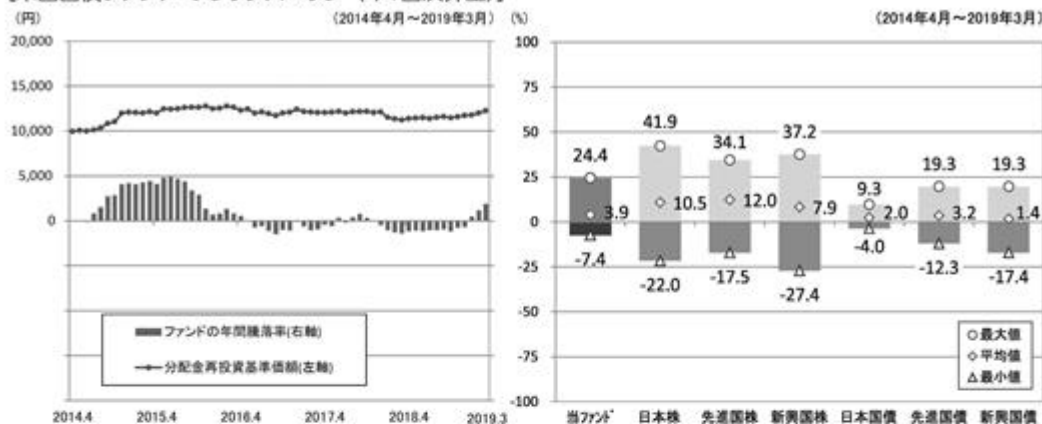 (円)
(2014年4月～2019年3月)
20,000
15,000
10,000
5,000
0
ファンドの年間騰落率(右軸)
分配金再投資基準価額(左軸)
2014.4 2015.4 2016.4 2017.4 2018.4 2019.3
(%)
(2014年4月～2019年3月)
100
75
50
25
0
-25
-50
-75
-100
24.4 41.9 34.1 37.2 9.3 19.3 19.3
3.9 10.5 12.0 7.9 2.0 3.2 1.4
-7.4 -22.0 -17.5 -27.4 -4.0 -12.3 -17.4
○最大値
◇平均値
△最小値
当ファンド 日本株 先進国株 新興国株 日本国債 先進国債 新興国債